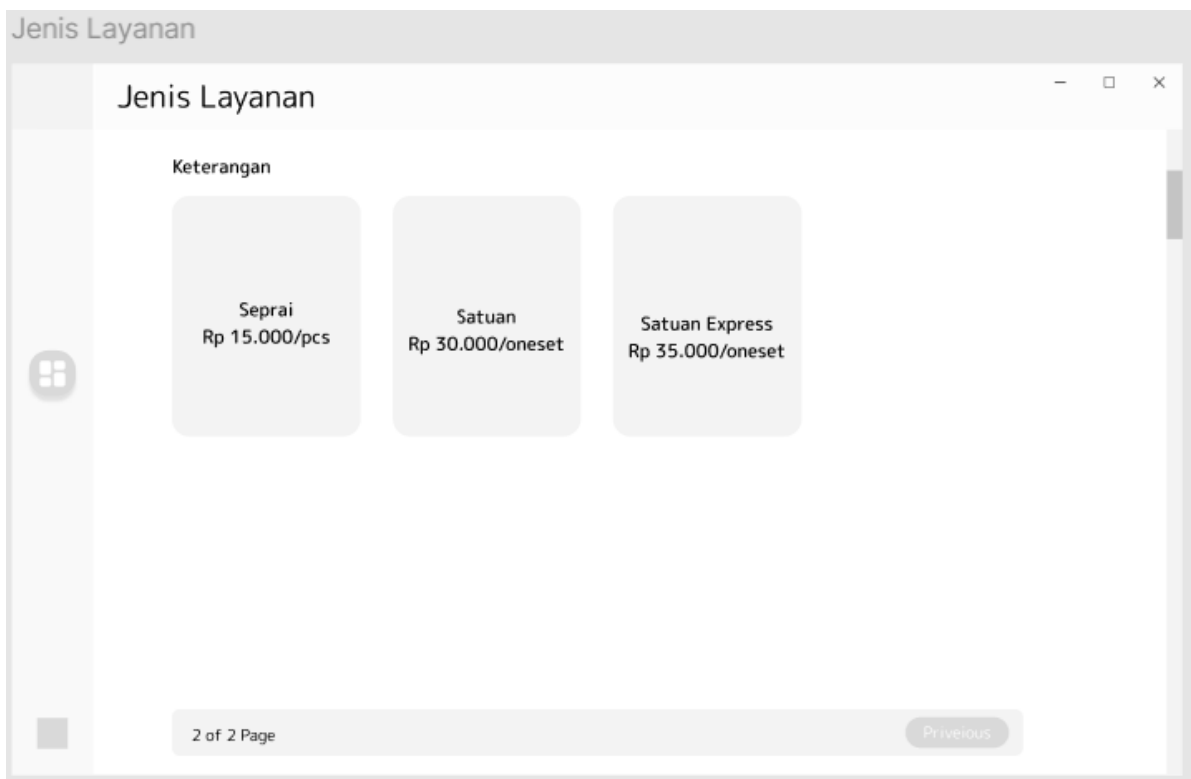 Jenis Layanan
Jenis Layanan
Keterangan
Seprai
Rp 15.000/pcs
Satuan
Rp 30.000/oneset
Satuan Express
Rp 35.000/oneset
2 of 2 Page
Priveious